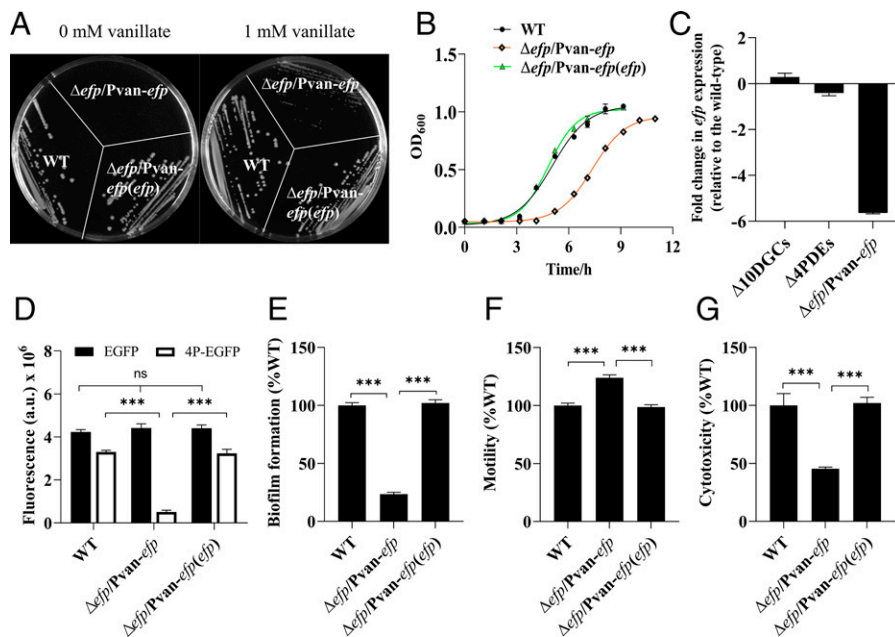 A
0 mM vanillate
1 mM vanillate
Δefp/Pvan-efp
WT
Δefp/Pvan-
efp(efp)
Δefp/Pvan-efp
WT
Δefp/Pvan-
efp(efp)
B
WT
Δefp/Pvan-efp
Δefp/Pvan-efp(efp)
OD600
1.5
1.0
0.5
0.0
0
3
6
9
12
Time/h
C
Fold change in efp expression
(relative to the wild-type)
2
0
-2
-4
-6
Δ10DGCs
Δ4PDEs
Δefp/Pvan-efp
D
EGFP
4P-EGFP
Fluorescence (a.u.) x 10⁶
8
6
4
2
0
ns
***
***
WT
Δefp/Pvan-efp
Δefp/Pvan-efp(efp)
E
Biofilm formation (%WT)
150
100
50
0
***
***
WT
Δefp/Pvan-efp
Δefp/Pvan-efp(efp)
F
Motility (%WT)
150
100
50
0
***
***
WT
Δefp/Pvan-efp
Δefp/Pvan-efp(efp)
G
Cytotoxicity (%WT)
150
100
50
0
***
***
WT
Δefp/Pvan-efp
Δefp/Pvan-efp(efp)